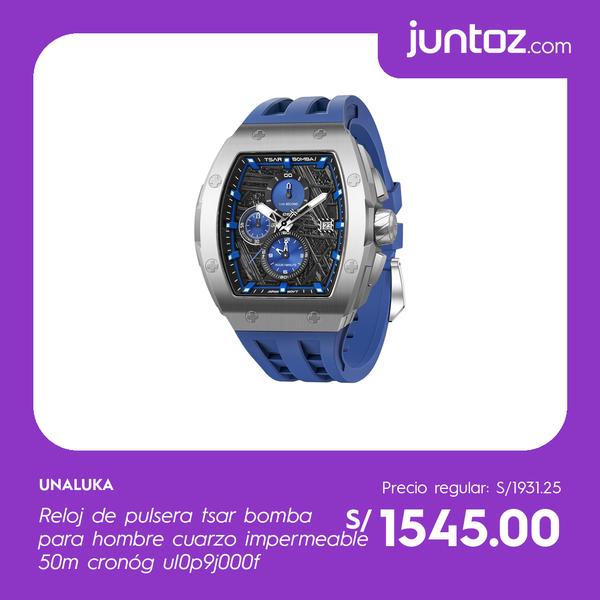 juntoz.com
TSAR BOMBA
UNALUKA
Precio regular: S/1931.25
Reloj de pulsera tsar bomba
para hombre cuarzo impermeable
50m cronóg ul0p9j000f
S/1545.00